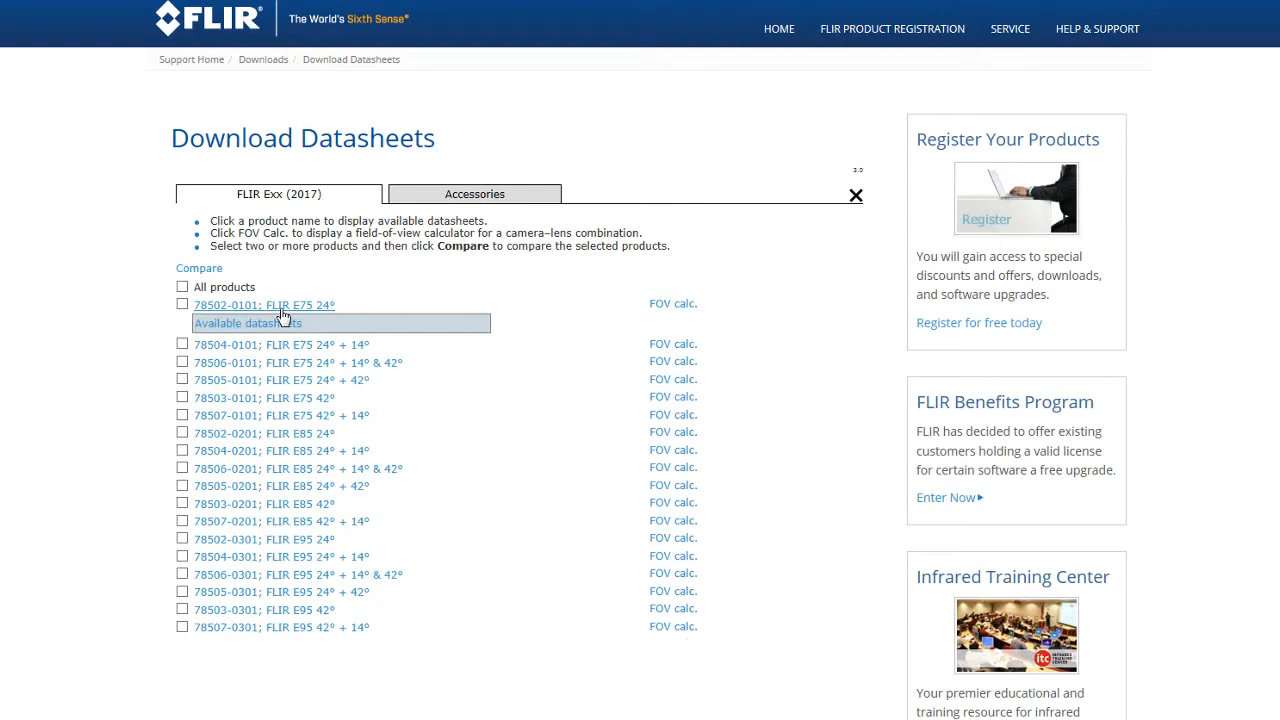 FLIR
The World's Sixth Sense®
HOME
FLIR PRODUCT REGISTRATION
SERVICE
HELP & SUPPORT
Support Home / Downloads / Download Datasheets
Download Datasheets
3.0
FLIR Exx (2017)
Accessories
Click a product name to display available datasheets.
Click FOV Calc. to display a field-of-view calculator for a camera–lens combination.
Select two or more products and then click Compare to compare the selected products.
Compare
All products
78502-0101; FLIR E75 24° FOV calc.
Available datasheets
78504-0101; FLIR E75 24° + 14° FOV calc.
78506-0101; FLIR E75 24° + 14° & 42° FOV calc.
78505-0101; FLIR E75 24° + 42° FOV calc.
78503-0101; FLIR E75 42° FOV calc.
78507-0101; FLIR E75 42° + 14° FOV calc.
78502-0201; FLIR E85 24° FOV calc.
78504-0201; FLIR E85 24° + 14° FOV calc.
78506-0201; FLIR E85 24° + 14° & 42° FOV calc.
78505-0201; FLIR E85 24° + 42° FOV calc.
78503-0201; FLIR E85 42° FOV calc.
78507-0201; FLIR E85 42° + 14° FOV calc.
78502-0301; FLIR E95 24° FOV calc.
78504-0301; FLIR E95 24° + 14° FOV calc.
78506-0301; FLIR E95 24° + 14° & 42° FOV calc.
78505-0301; FLIR E95 24° + 42° FOV calc.
78503-0301; FLIR E95 42° FOV calc.
78507-0301; FLIR E95 42° + 14° FOV calc.
Register Your Products
Register
You will gain access to special
discounts and offers, downloads,
and software upgrades.
Register for free today
FLIR Benefits Program
FLIR has decided to offer existing
customers holding a valid license
for certain software a free upgrade.
Enter Now
Infrared Training Center
itc INFRARED
TRAINING
CENTER
Your premier educational and
training resource for infrared